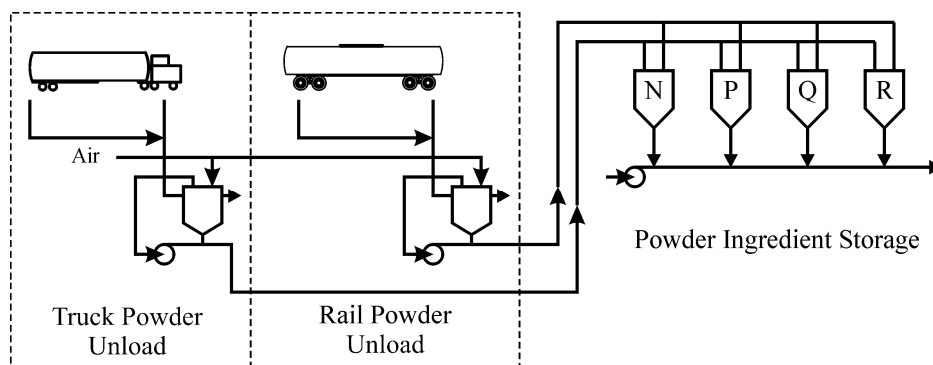 N P Q R
Air
Powder Ingredient Storage
Truck Powder
Unload
Rail Powder
Unload